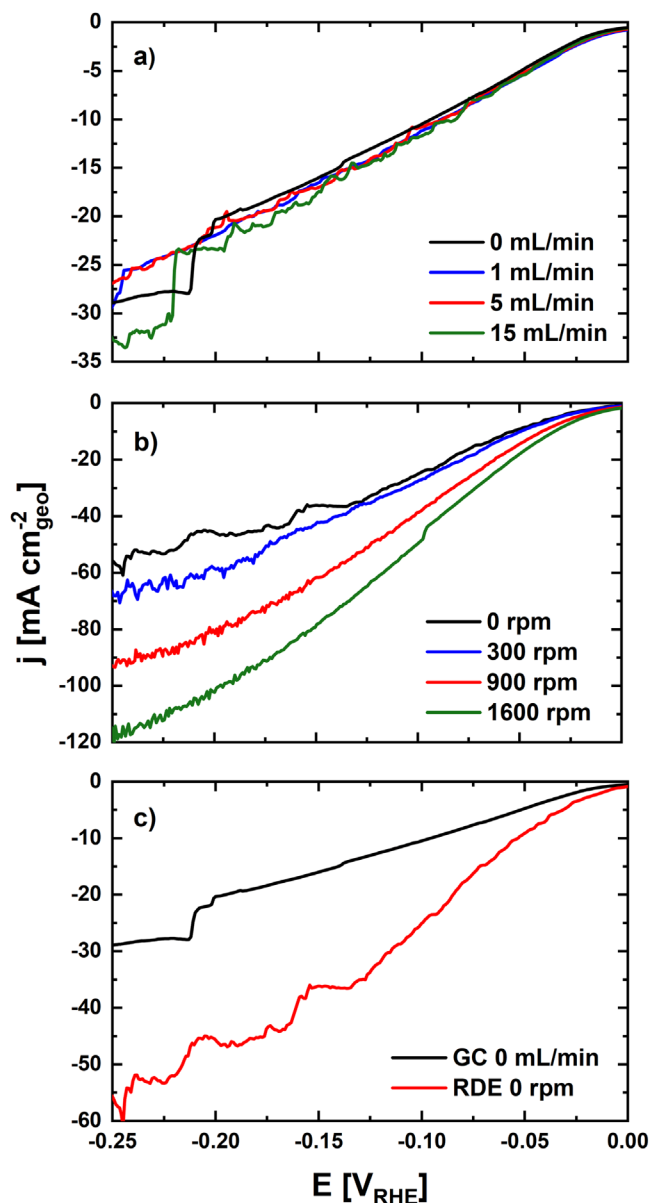 0
a)
-5
-10
-15
-20
-25
-30
-35
0 mL/min
1 mL/min
5 mL/min
15 mL/min
0
b)
-20
-40
-60
-80
-100
-120
j [mA cm⁻²geo]
0 rpm
300 rpm
900 rpm
1600 rpm
0
c)
-10
-20
-30
-40
-50
-60
GC 0 mL/min
RDE 0 rpm
-0.25 -0.20 -0.15 -0.10 -0.05 0.00
E [VRHE]